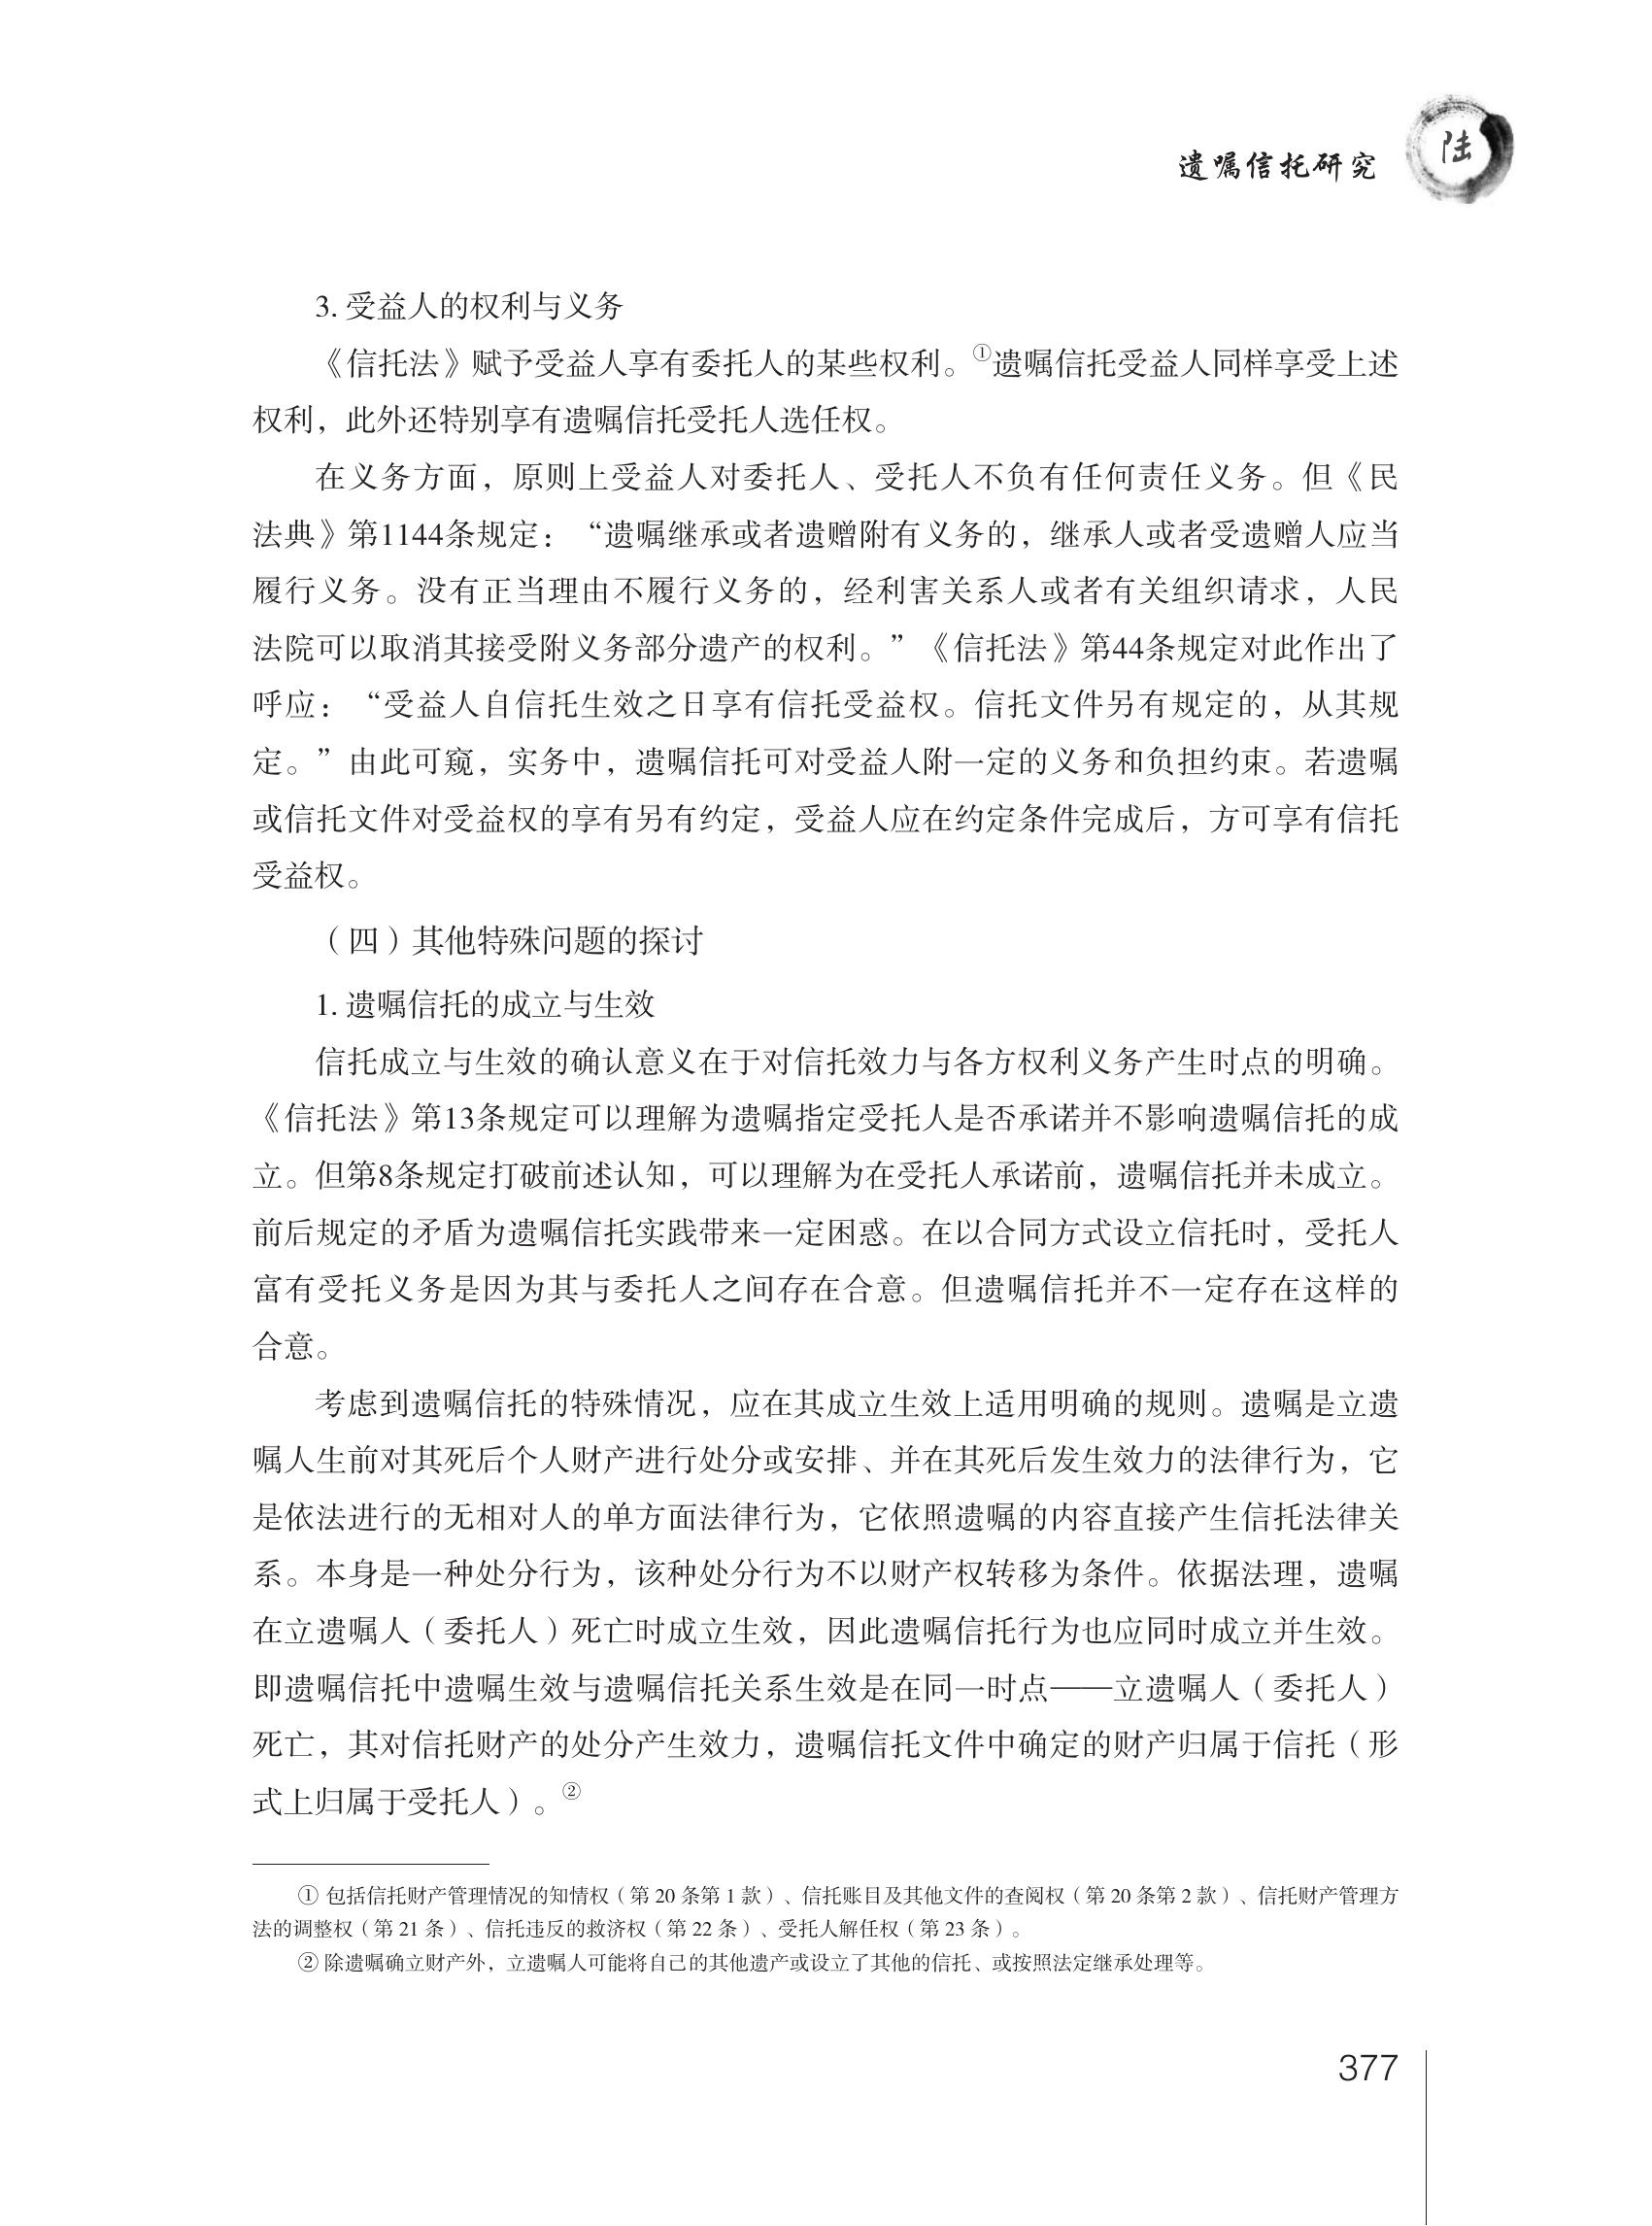 遗嘱信托研究
陆
3. 受益人的权利与义务
《信托法》赋予受益人享有委托人的某些权利。①遗嘱信托受益人同样享受上述
权利，此外还特别享有遗嘱信托受托人选任权。
在义务方面，原则上受益人对委托人、受托人不负有任何责任义务。但《民
法典》第1144条规定：“遗嘱继承或者遗赠附有义务的，继承人或者受遗赠人应当
履行义务。没有正当理由不履行义务的，经利害关系人或者有关组织请求，人民
法院可以取消其接受附义务部分遗产的权利。”《信托法》第44条规定对此作出了
呼应：“受益人自信托生效之日享有信托受益权。信托文件另有规定的，从其规
定。”由此可窥，实务中，遗嘱信托可对受益人附一定的义务和负担约束。若遗嘱
或信托文件对受益权的享有另有约定，受益人应在约定条件完成后，方可享有信托
受益权。
（四）其他特殊问题的探讨
1. 遗嘱信托的成立与生效
信托成立与生效的确认意义在于对信托效力与各方权利义务产生时点的明确。
《信托法》第13条规定可以理解为遗嘱指定受托人是否承诺并不影响遗嘱信托的成
立。但第8条规定打破前述认知，可以理解为在受托人承诺前，遗嘱信托并未成立。
前后规定的矛盾为遗嘱信托实践带来一定困惑。在以合同方式设立信托时，受托人
富有受托义务是因为其与委托人之间存在合意。但遗嘱信托并不一定存在这样的
合意。
考虑到遗嘱信托的特殊情况，应在其成立生效上适用明确的规则。遗嘱是立遗
嘱人生前对其死后个人财产进行处分或安排、并在其死后发生效力的法律行为，它
是依法进行的无相对人的单方面法律行为，它依照遗嘱的内容直接产生信托法律关
系。本身是一种处分行为，该种处分行为不以财产权转移为条件。依据法理，遗嘱
在立遗嘱人（委托人）死亡时成立生效，因此遗嘱信托行为也应同时成立并生效。
即遗嘱信托中遗嘱生效与遗嘱信托关系生效是在同一时点——立遗嘱人（委托人）
死亡，其对信托财产的处分产生效力，遗嘱信托文件中确定的财产归属于信托（形
式上归属于受托人）。②
① 包括信托财产管理情况的知情权（第 20 条第 1 款）、信托账目及其他文件的查阅权（第 20 条第 2 款）、信托财产管理方
法的调整权（第 21 条）、信托违反的救济权（第 22 条）、受托人解任权（第 23 条）。
② 除遗嘱确立财产外，立遗嘱人可能将自己的其他遗产或设立了其他的信托、或按照法定继承处理等。
377